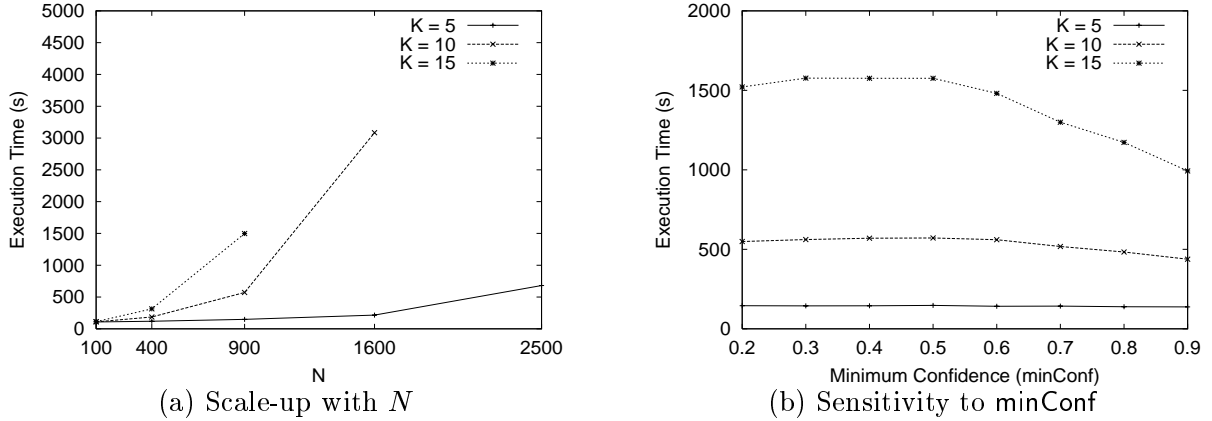 5000
4500
4000
3500
3000
2500
2000
1500
1000
500
0
Execution Time (s)
100 400 900 1600 2500
N
K = 5
K = 10
K = 15
(a) Scale-up with N
2000
1500
1000
500
0
Execution Time (s)
0.2 0.3 0.4 0.5 0.6 0.7 0.8 0.9
Minimum Confidence (minConf)
K = 5
K = 10
K = 15
(b) Sensitivity to minConf